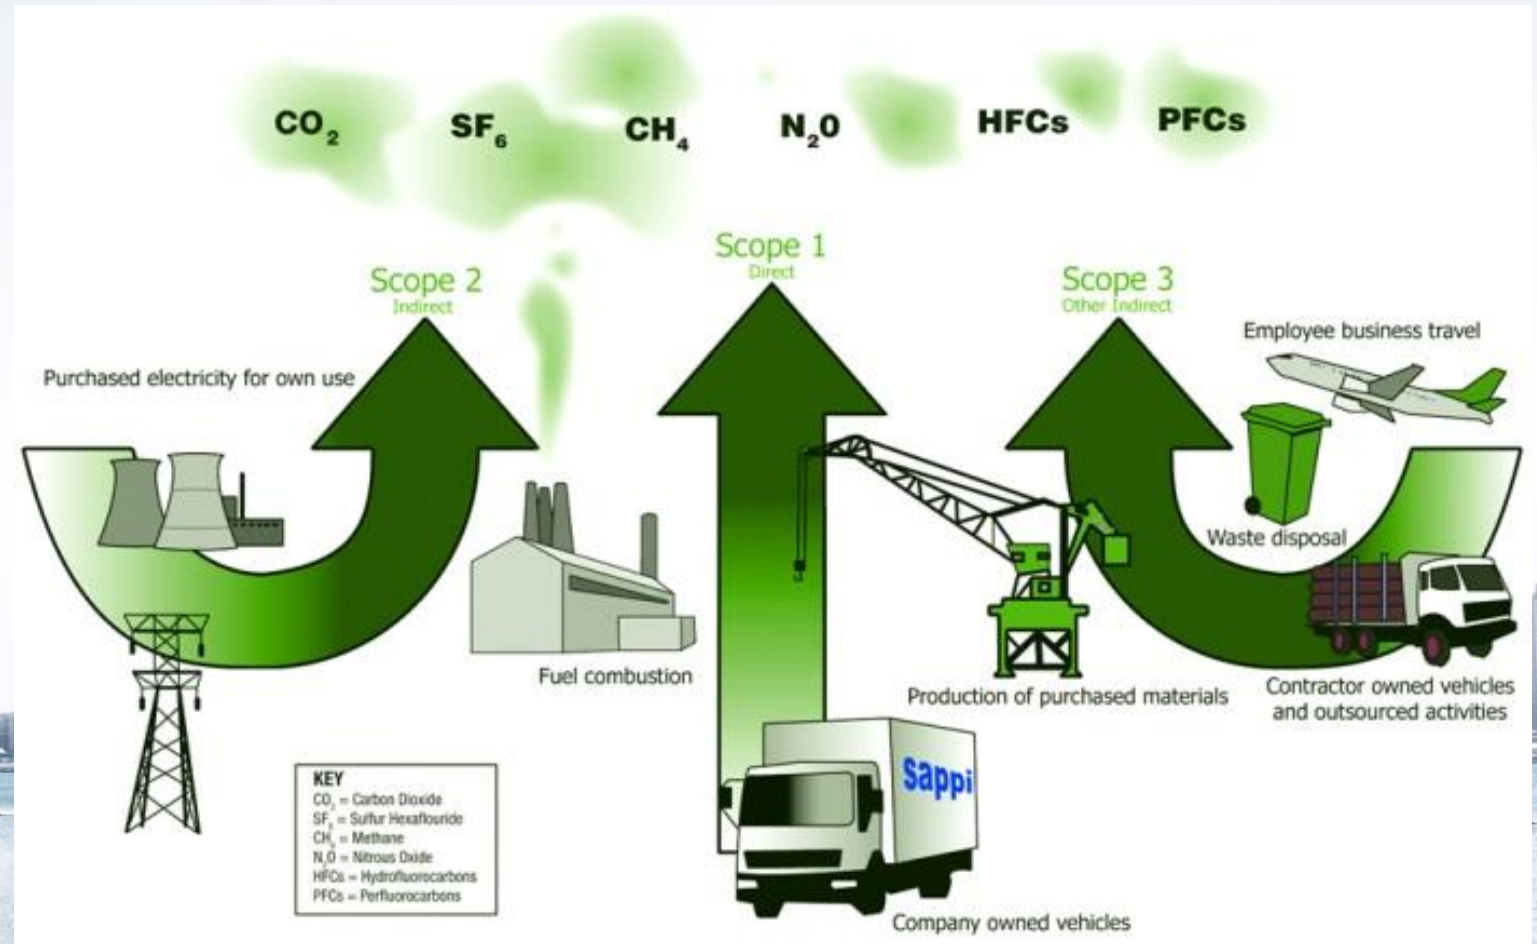 CO2
SF6
CH4
N20
HFCs
PFCs
Scope 1
Direct
Scope 2
Indirect
Scope 3
Other Indirect
Employee business travel
Purchased electricity for own use
Waste disposal
Fuel combustion
Production of purchased materials
Contractor owned vehicles
and outsourced activities
sappi
KEY
CO2 = Carbon Dioxide
SF6 = Sulfur Hexaflouride
CH4 = Methane
N2O = Nitrous Oxide
HFCs = Hydrofluorocarbons
PFCs = Perfluorocarbons
Company owned vehicles